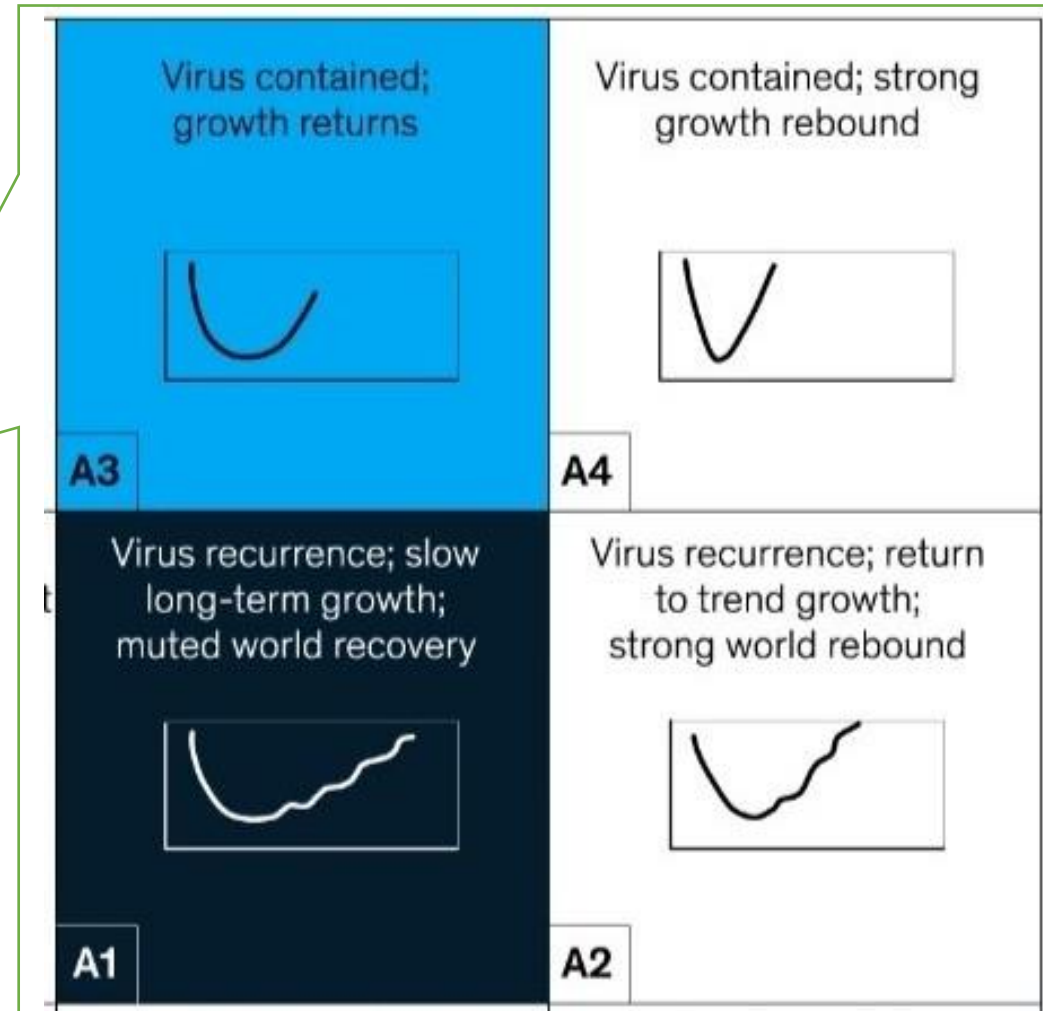 Virus contained;
growth returns
A3
Virus contained; strong
growth rebound
A4
t
Virus recurrence; slow
long-term growth;
muted world recovery
A1
Virus recurrence; return
to trend growth;
strong world rebound
A2